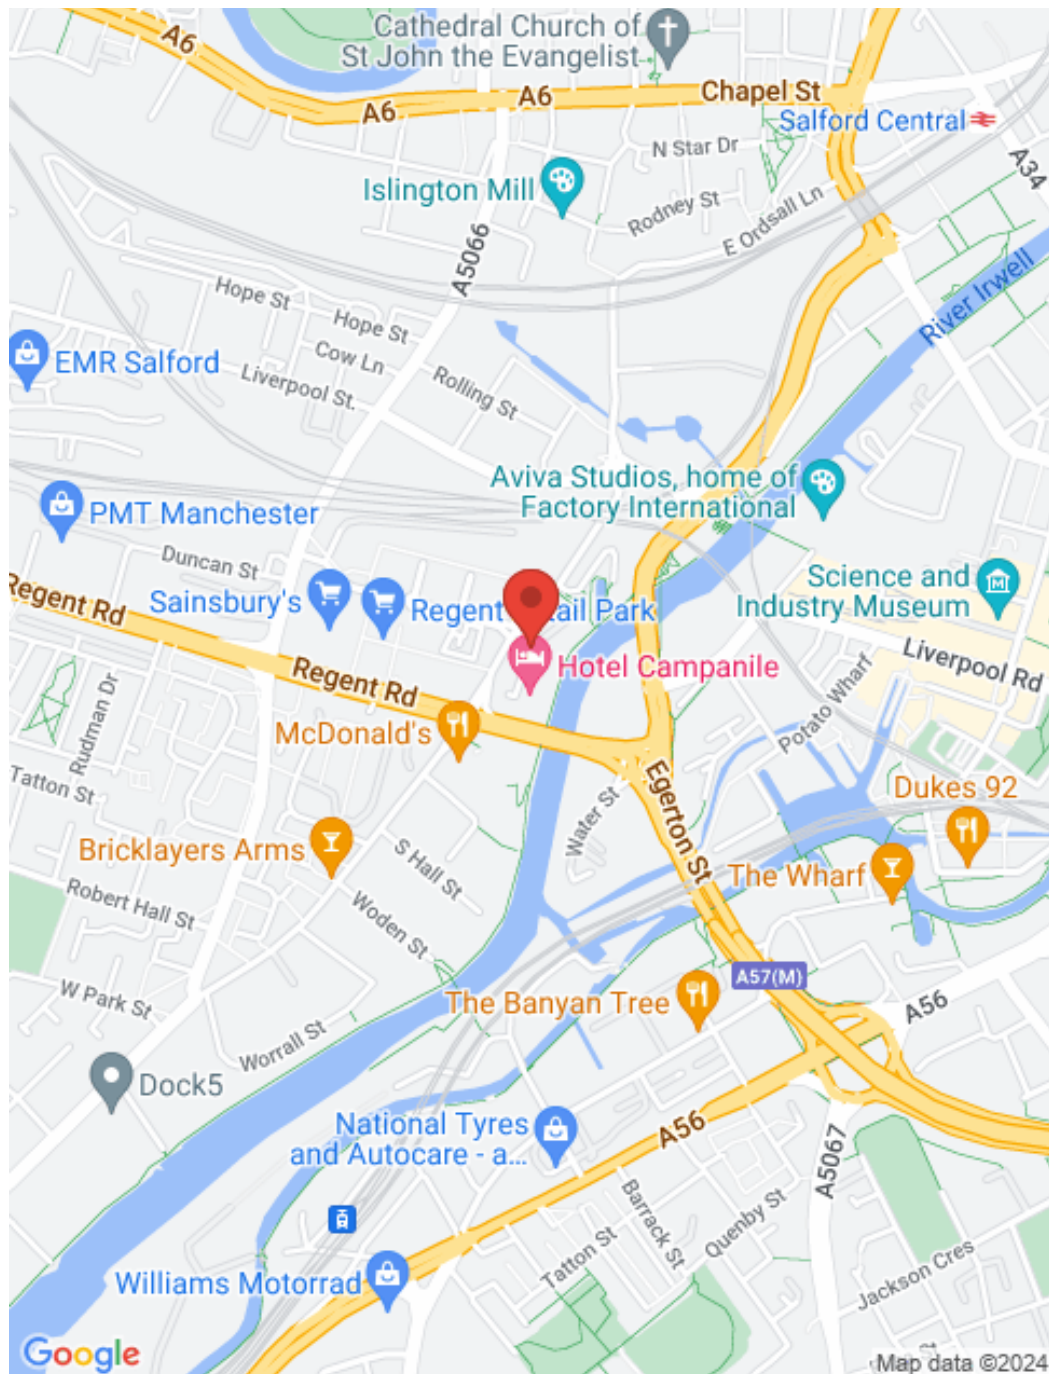 Cathedral Church of
St John the Evangelist
A6
A6
A6
Chapel St
Salford Central
N Star Dr
A34
Islington Mill
Rodney St
E Ordsall Ln
A5066
River Irwell
Hope St
Hope St
Cow Ln
EMR Salford
Liverpool St.
Rolling St
Aviva Studios, home of
Factory International
PMT Manchester
Duncan St
Science and
Industry Museum
Regent Rd
Sainsbury's
Regent
ail Park
Liverpool Rd
Hotel Campanile
Regent Rd
Potato Wharf
McDonald's
Rudman Dr
Tatton St
Egerton St
Dukes 92
Water St
Bricklayers Arms
S Hall St
The Wharf
Robert Hall St
Woden St
A57(M)
W Park St
The Banyan Tree
A56
Worrall St
Dock5
National Tyres
and Autocare - a...
A56
A5067
Barrack St
Quenby St
Tatton St
Williams Motorrad
Jackson Cres
Google
Map data ©2024